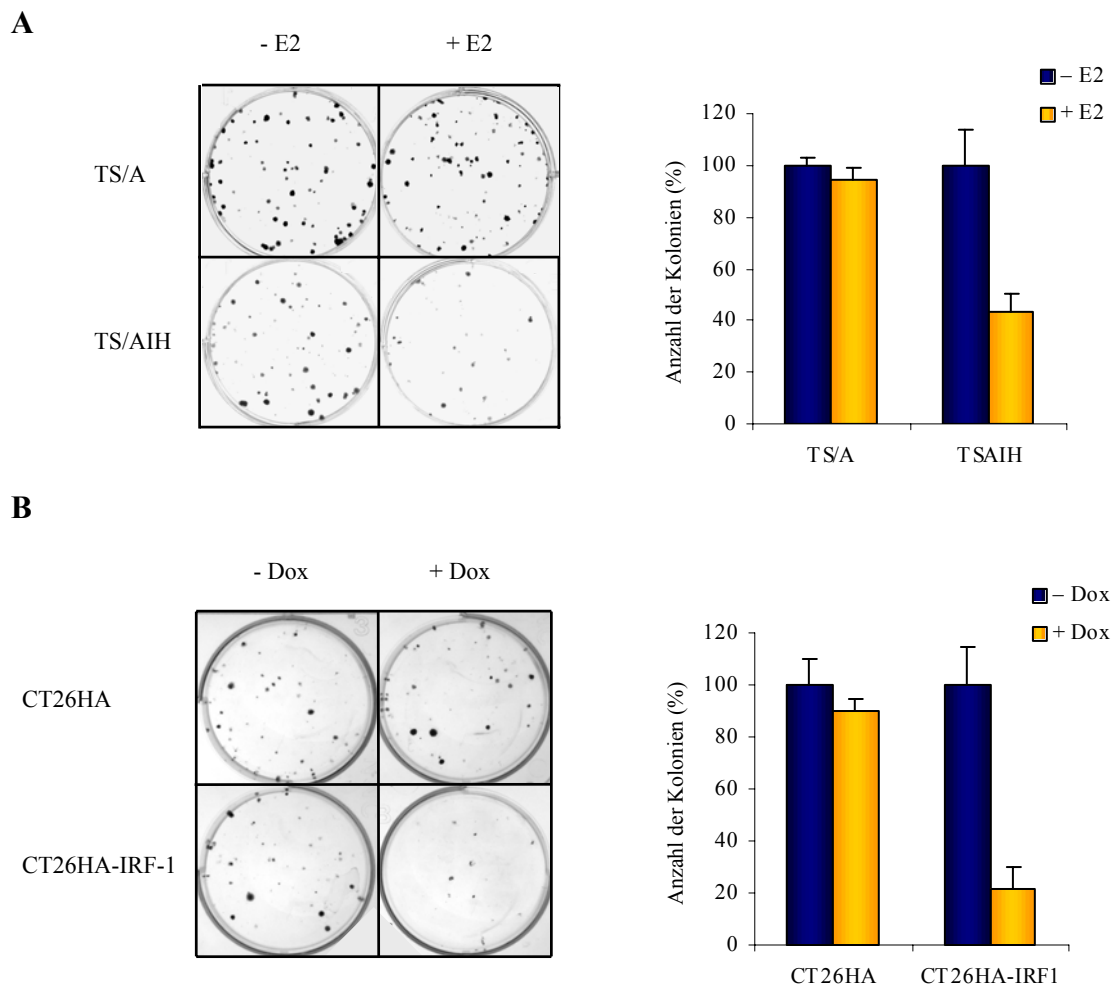 A
- E2
+ E2
TS/A
TS/AIH
– E2
+ E2
120
100
80
60
40
20
0
Anzahl der Kolonien (%)
TS/A
TSAIH
B
- Dox
+ Dox
CT26HA
CT26HA-IRF-1
– Dox
+ Dox
120
100
80
60
40
20
0
Anzahl der Kolonien (%)
CT26HA
CT26HA-IRF1